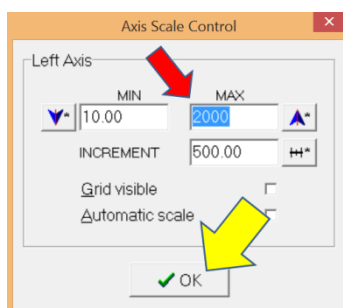 Axis Scale Control
Left Axis
MIN MAX
10.00 2000
INCREMENT 500.00
Grid visible
Automatic scale
OK